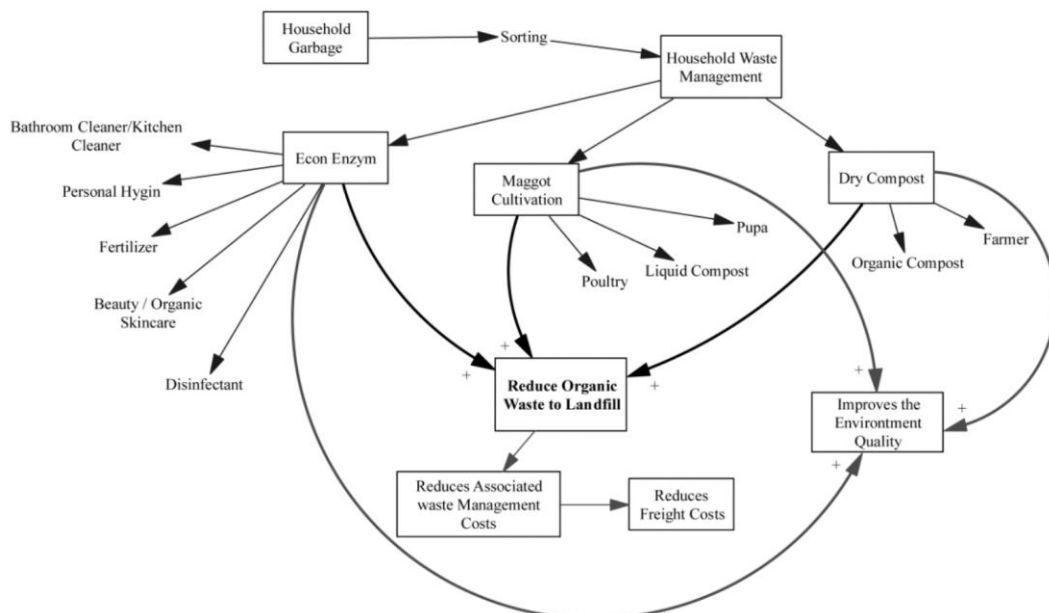 Household
Garbage
Sorting
Household Waste
Management
Bathroom Cleaner/Kitchen
Cleaner
Econ Enzym
Personal Hygin
Fertilizer
Beauty / Organic
Skincare
Disinfectant
Maggot
Cultivation
Pupa
Liquid Compost
Poultry
Dry Compost
Farmer
Organic Compost
+
+
+
Reduce Organic
Waste to Landfill
+
+
+
Improves the
Environtment
Quality
Reduces Associated
waste Management
Costs
Reduces
Freight Costs